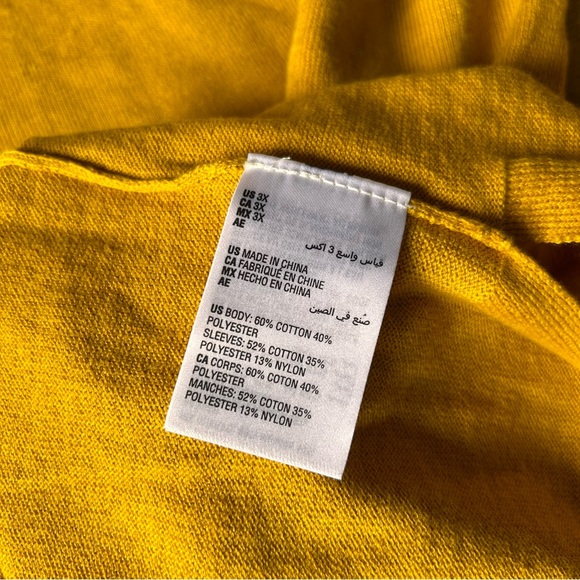 US 3X
CA 3X
MX 3X
AE
قياس واسع 3 اكس
US MADE IN CHINA
CA FABRIQUE EN CHINE
MX HECHO EN CHINA
AE
صُنع في الصين
US BODY: 60% COTTON 40%
POLYESTER
SLEEVES: 52% COTTON 35%
POLYESTER 13% NYLON
CA CORPS: 60% COTON 40%
POLYESTER
MANCHES: 52% COTON 35%
POLYESTER 13% NYLON